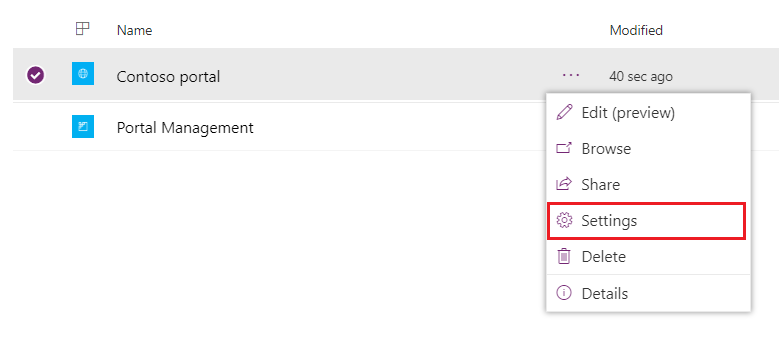 Name Modified
Contoso portal ... 40 sec ago
Portal Management
Edit (preview)
Browse
Share
Settings
Delete
Details